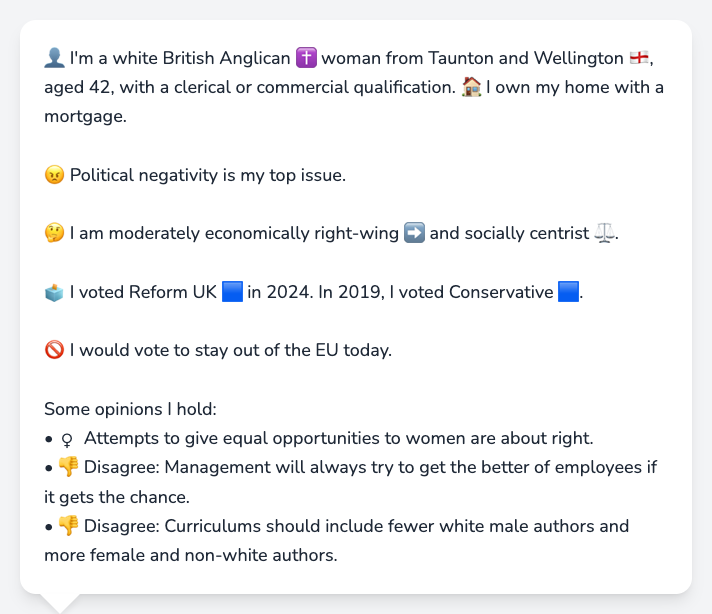 👤 I'm a white British Anglican ✝️ woman from Taunton and Wellington 🏴󠁧󠁢󠁥󠁮󠁧󠁿,
aged 42, with a clerical or commercial qualification. 🏠 I own my home with a
mortgage.
😠 Political negativity is my top issue.
🤔 I am moderately economically right-wing ➡️ and socially centrist ⚖️.
🗳️ I voted Reform UK 🟦 in 2024. In 2019, I voted Conservative 🟦.
🚫 I would vote to stay out of the EU today.
Some opinions I hold:
• ♀ Attempts to give equal opportunities to women are about right.
• 👎 Disagree: Management will always try to get the better of employees if
it gets the chance.
• 👎 Disagree: Curriculums should include fewer white male authors and
more female and non-white authors.